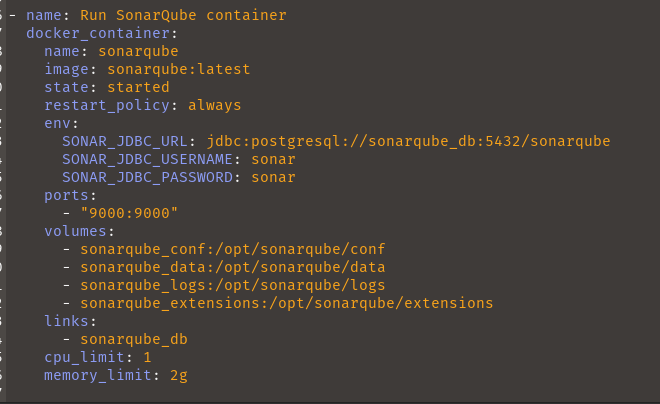 - name: Run SonarQube container
  docker_container:
    name: sonarqube
    image: sonarqube:latest
    state: started
    restart_policy: always
    env:
      SONAR_JDBC_URL: jdbc:postgresql://sonarqube_db:5432/sonarqube
      SONAR_JDBC_USERNAME: sonar
      SONAR_JDBC_PASSWORD: sonar
    ports:
      - "9000:9000"
    volumes:
      - sonarqube_conf:/opt/sonarqube/conf
      - sonarqube_data:/opt/sonarqube/data
      - sonarqube_logs:/opt/sonarqube/logs
      - sonarqube_extensions:/opt/sonarqube/extensions
    links:
      - sonarqube_db
    cpu_limit: 1
    memory_limit: 2g